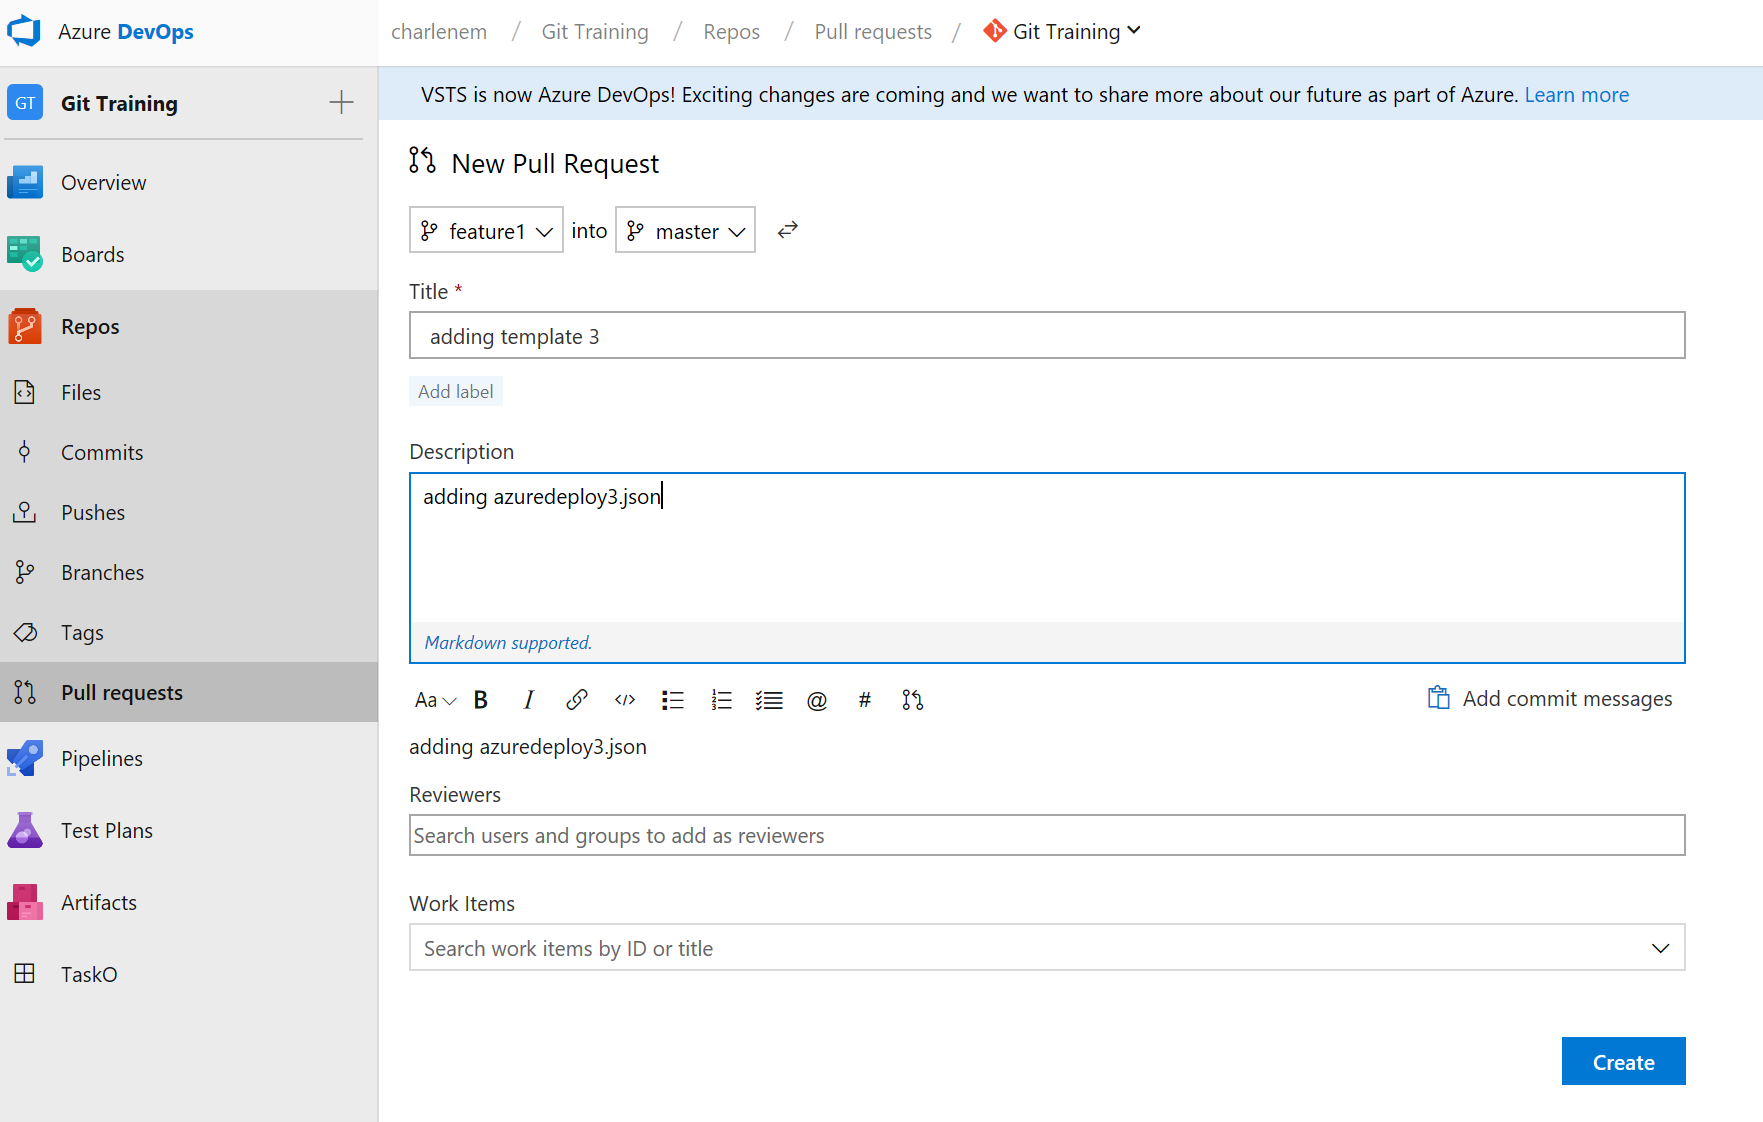 Azure DevOps
charlenem / Git Training / Repos / Pull requests / Git Training
GT Git Training
VSTS is now Azure DevOps! Exciting changes are coming and we want to share more about our future as part of Azure. Learn more
Overview
Boards
Repos
Files
Commits
Pushes
Branches
Tags
Pull requests
Pipelines
Test Plans
Artifacts
TaskO
New Pull Request
feature1 into master
Title *
adding template 3
Add label
Description
adding azuredeploy3.json
Markdown supported.
Aa B I </> 1 2 3 @ # Add commit messages
adding azuredeploy3.json
Reviewers
Search users and groups to add as reviewers
Work Items
Search work items by ID or title
Create